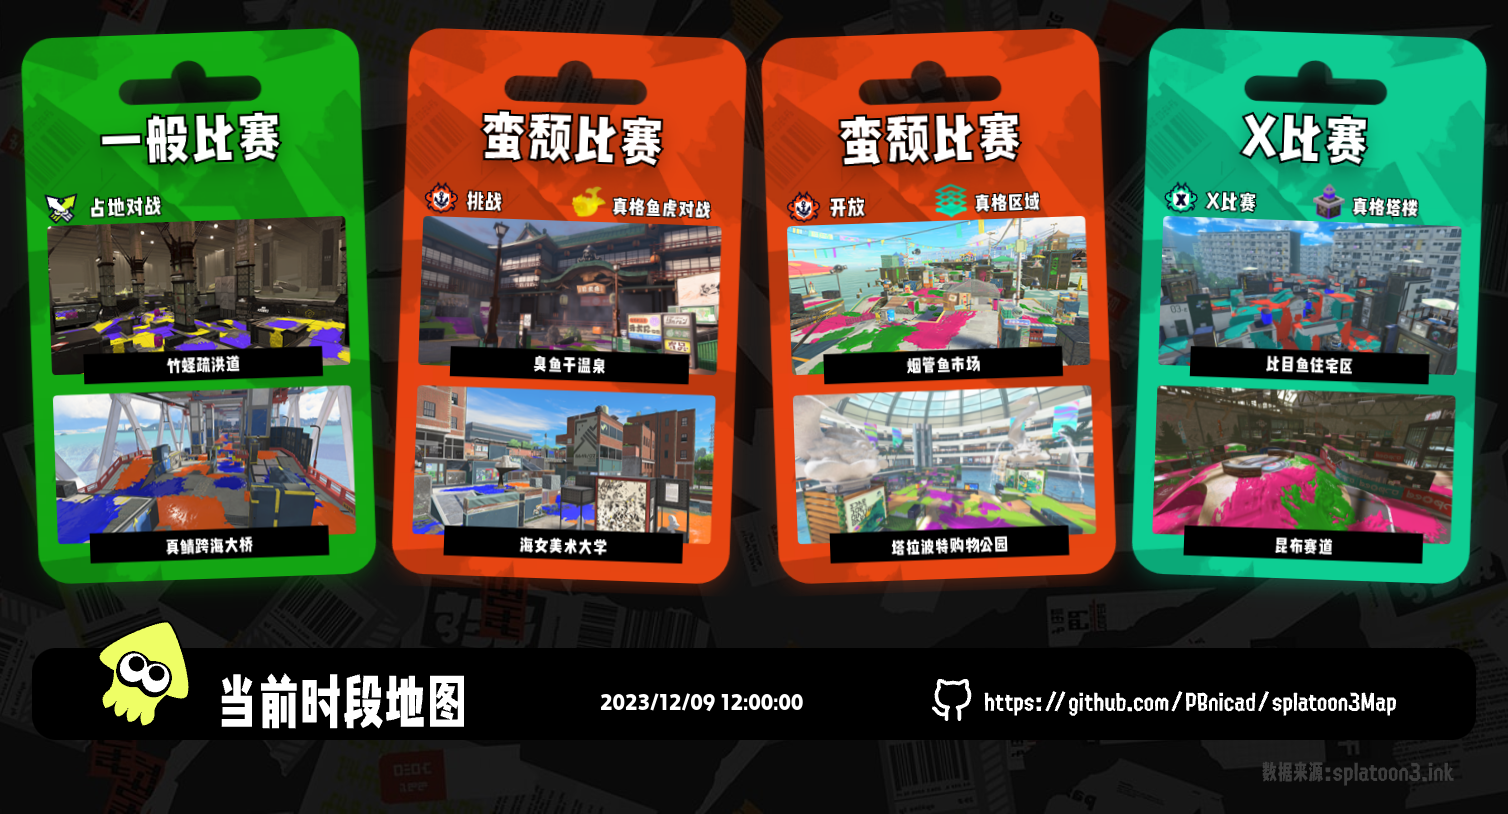 一般比赛
占地对战
竹蛏疏洪道
真鲭跨海大桥
蛮颓比赛
挑战
真格鱼虎对战
臭鱼干温泉
海女美术大学
蛮颓比赛
开放
真格区域
烟管鱼市场
塔拉波特购物公园
X比赛
X比赛
真格塔楼
比目鱼住宅区
昆布赛道
当前时段地图
2023/12/09 12:00:00
https://github.com/PBnicad/splatoon3Map
数据来源:splatoon3.ink